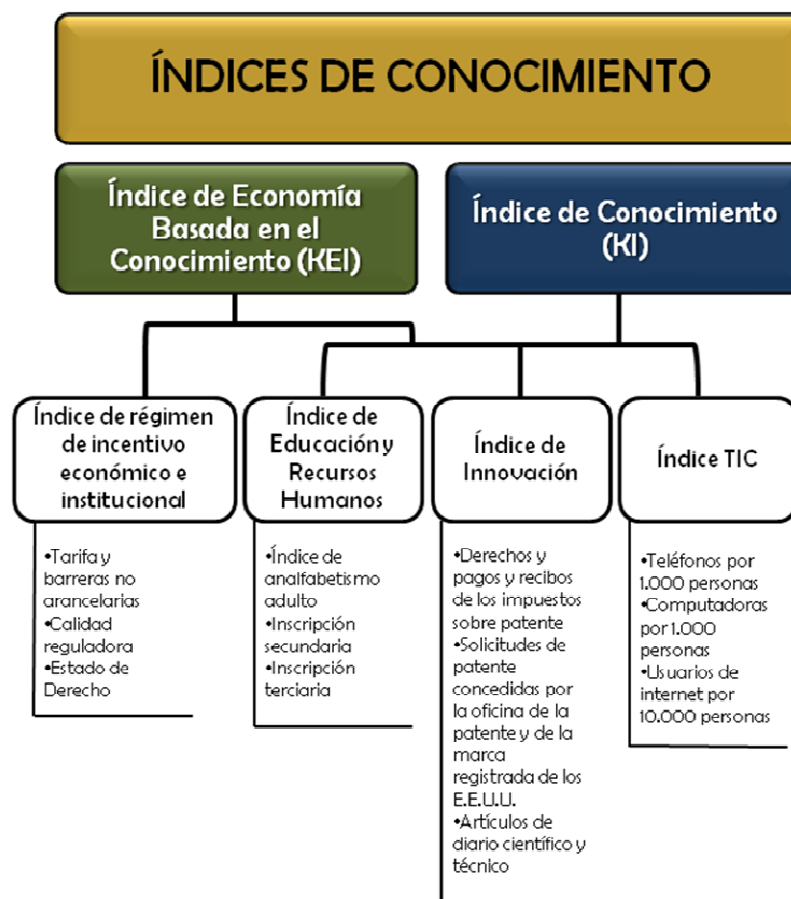 ÍNDICES DE CONOCIMIENTO
Índice de Economía
Basada en el
Conocimiento (KEI)
Índice de Conocimiento
(KI)
Índice de régimen
de incentivo
económico e
institucional
Índice de
Educación y
Recursos
Humanos
Índice de
Innovación
Índice TIC
•Tarifa y
barreras no
arancelarias
•Calidad
reguladora
•Estado de
Derecho
•Índice de
analfabetismo
adulto
•Inscripción
secundaria
•Inscripción
terciaria
•Derechos y
pagos y recibos
de los impuestos
sobre patente
•Solicitudes de
patente
concedidas por
la oficina de la
patente y de la
marca
registrada de los
E.E.U.U.
•Artículos de
diario científico y
técnico
•Teléfonos por
1.000 personas
•Computadoras
por 1.000
personas
•Usuarios de
internet por
10.000 personas